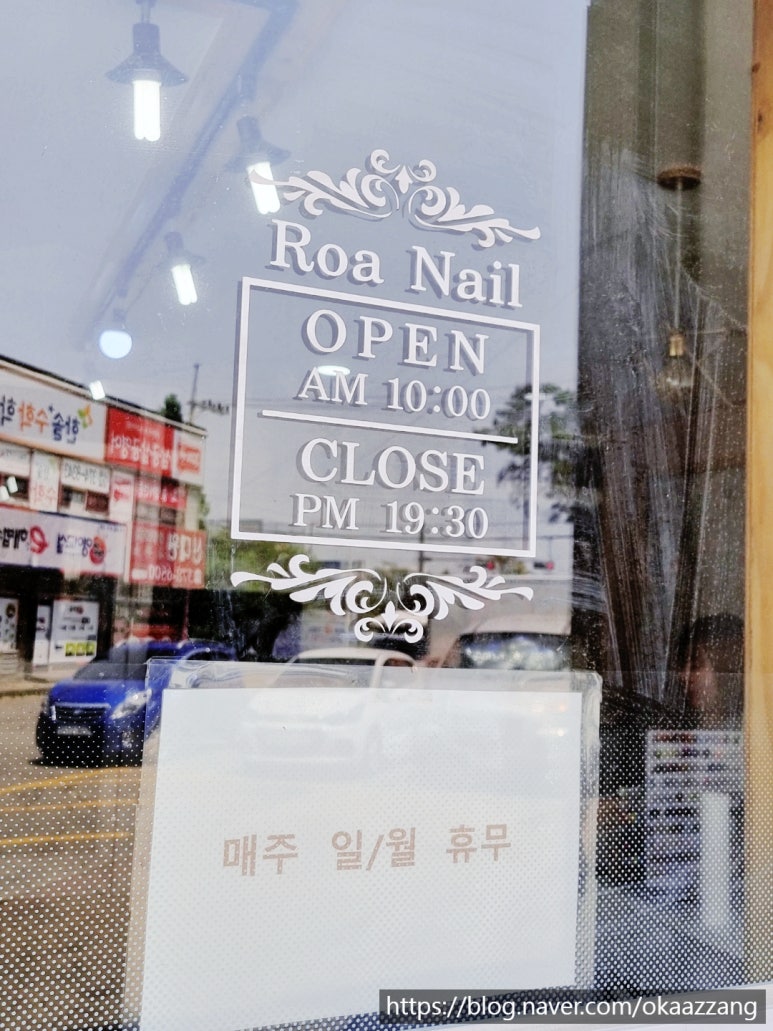 Roa Nail
OPEN
AM 10:00
CLOSE
PM 19:30
매주 일/월 휴무
https://blog.naver.com/okaazzang